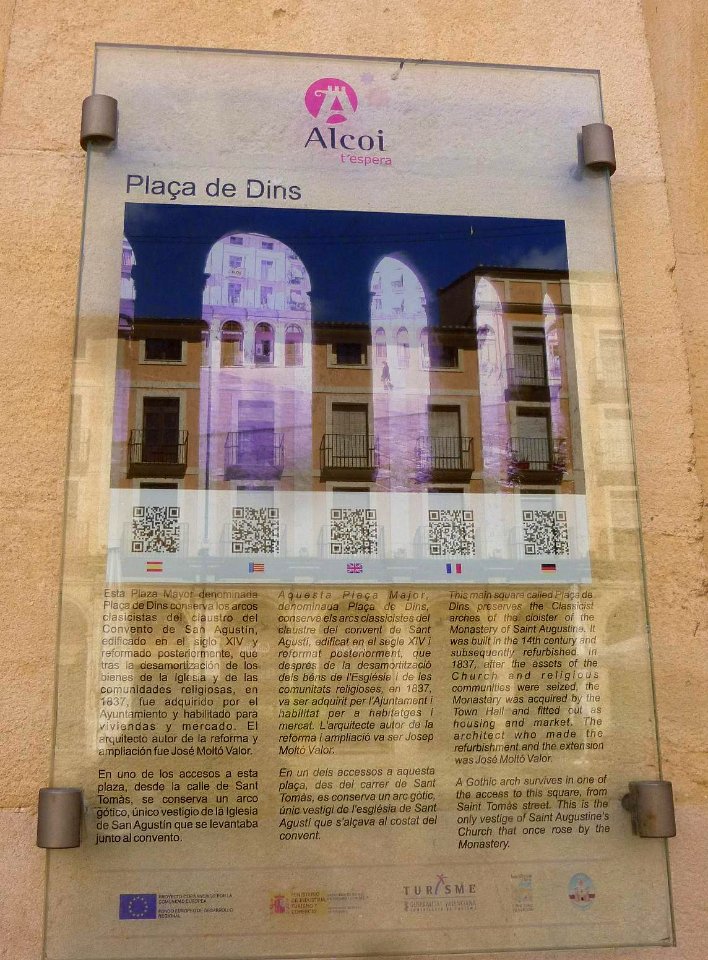 Alcoi
t'espera
Plaça de Dins
Esta Plaza Mayor denominada
Plaça de Dins conserva los arcos
clasicistas del claustro del
Convento de San Agustín,
edificado en el siglo XIV y
reformado posteriormente, que
tras la desamortización de los
bienes de la Iglesia y de las
comunidades religiosas, en
1837, fue adquirido por el
Ayuntamiento y habilitado para
viviendas y mercado. El
arquitecto autor de la reforma y
ampliación fue José Moltó Valor.
En uno de los accesos a esta
plaza, desde la calle de Sant
Tomàs, se conserva un arco
gótico, único vestigio de la Iglesia
de San Agustín que se levantaba
junto al convento.
Aquesta Plaça Major,
denominada Plaça de Dins,
conserva els arcs classicistes del
claustre del convent de Sant
Agustí, edificat en el segle XIV i
reformat posteriorment, que
després de la desamortització
dels béns de l'Església i de les
comunitats religioses, en 1837,
va ser adquirit per l'Ajuntament i
habilitat per a habitatges i
mercat. L'arquitecte autor de la
reforma i ampliació va ser Josep
Moltó Valor.
En un dels accessos a aquesta
plaça, des del carrer de Sant
Tomàs, es conserva un arc gòtic,
únic vestigi de l'església de Sant
Agustí que s'alçava al costat del
convent.
This main square called Plaça de
Dins preserves the Classicist
arches of the cloister of the
Monastery of Saint Augustine. It
was built in the 14th century and
subsequently refurbished in
1837, after the assets of the
Church and religious
communities were seized, the
Monastery was acquired by the
Town Hall and fitted out as
housing and market. The
architect who made the
refurbishment and the extension
was José Moltó Valor.
A Gothic arch survives in one of
the access to this square, from
Saint Tomàs street. This is the
only vestige of Saint Augustine's
Church that once rose by the
Monastery.
COMUNIDAD EUROPEA
FONDO EUROPEO DE DESARROLLO
REGIONAL
MINISTERIO
DE INDUSTRIA, TURISMO
Y COMERCIO
TURISME
GENERALITAT VALENCIANA